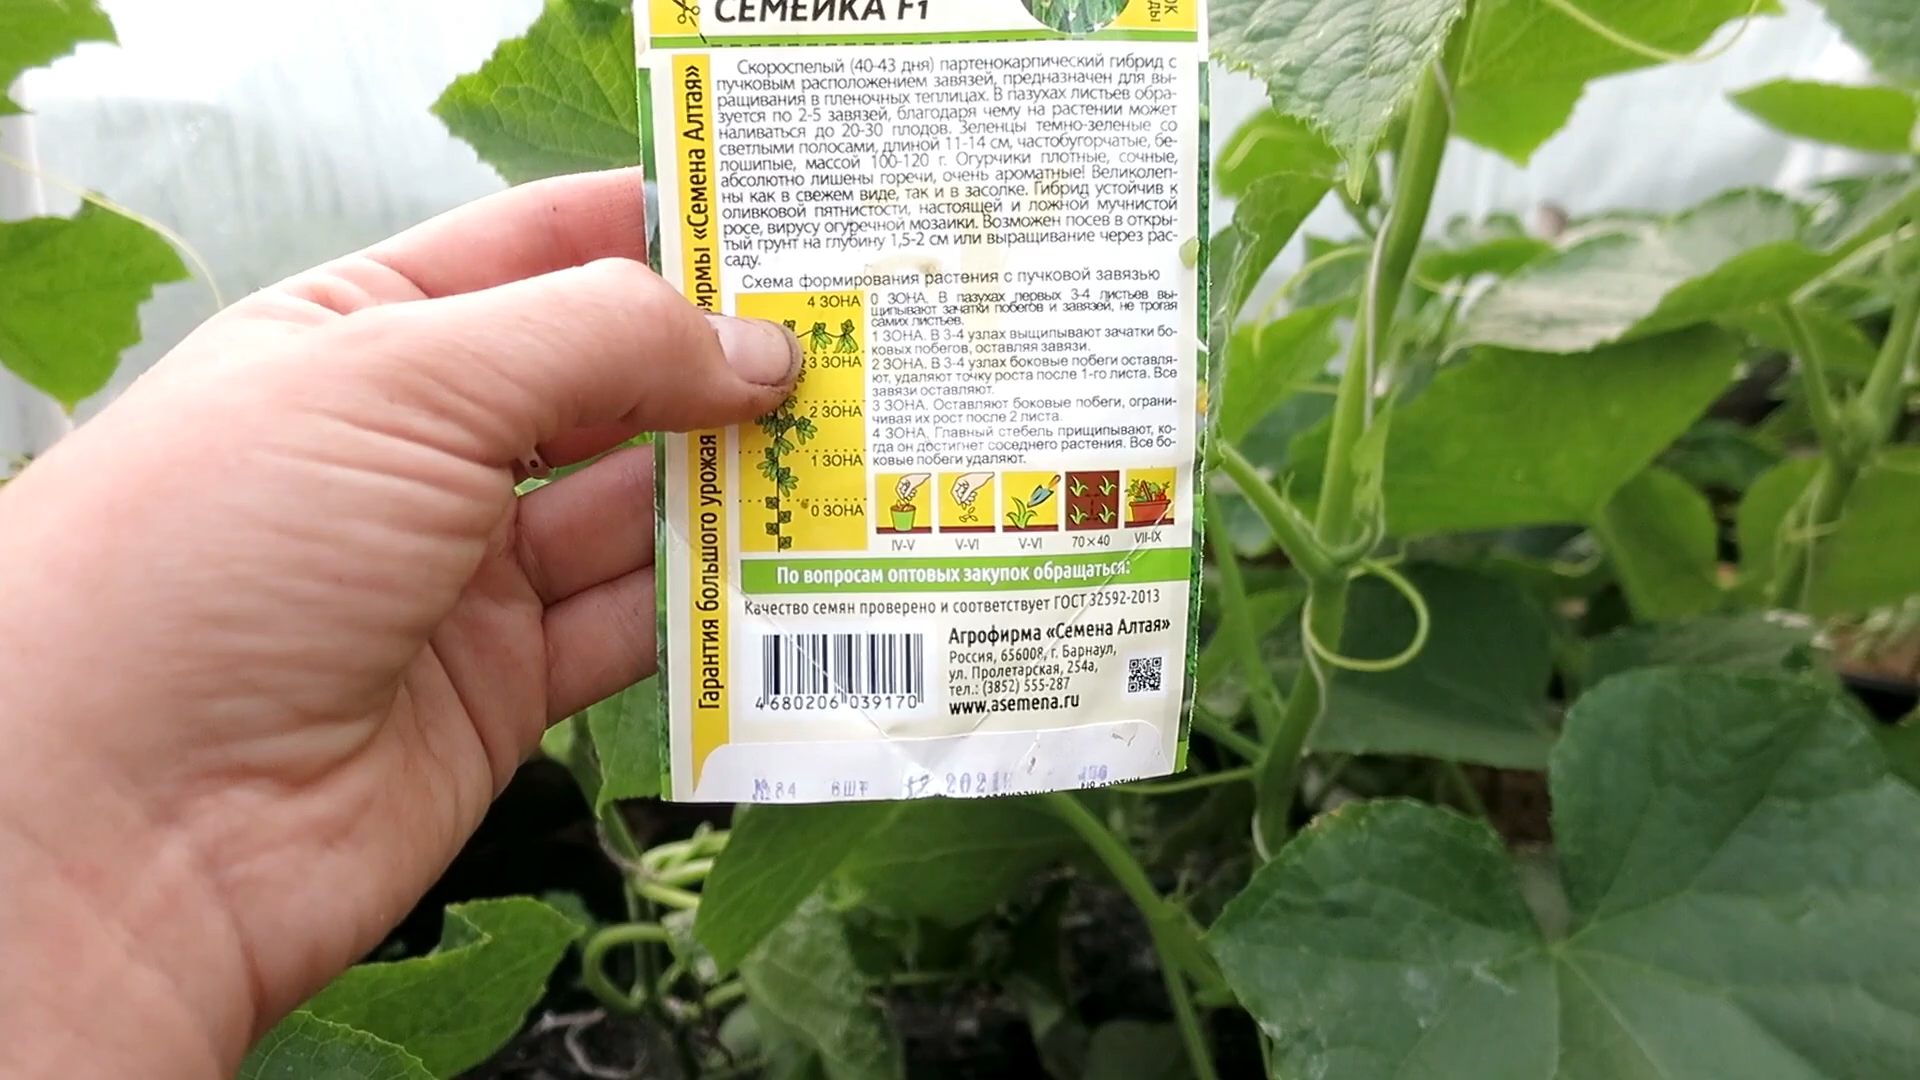 СЕМЕЙКА F1
Скороспелый (40-43 дня) партенокарпический гибрид с
пучковым расположением завязей, предназначен для вы-
ращивания в пленочных теплицах. В пазухах листьев обра-
зуется по 2-5 завязей, благодаря чему на растении может
наливаться до 20-30 плодов. Зеленцы темно-зеленые со
светлыми полосами, длиной 11-14 см, частобугорчатые, бе-
лошипые, массой 100-120 г. Огурчики плотные, сочные,
абсолютно лишены горечи, очень ароматные! Великолеп-
ны как в свежем виде, так и в засолке. Гибрид устойчив к
оливковой пятнистости, настоящей и ложной мучнистой
росе, вирусу огуречной мозаики. Возможен посев в откры-
тый грунт на глубину 1,5-2 см или выращивание через рас-
саду.
Схема формирования растения с пучковой завязью
4 ЗОНА
3 ЗОНА
2 ЗОНА
1 ЗОНА
0 ЗОНА
0 ЗОНА. В пазухах первых 3-4 листьев вы-
щипывают зачатки побегов и завязей, не трогая
самих листьев.
1 ЗОНА. В 3-4 узлах выщипывают зачатки бо-
ковых побегов, оставляя завязи.
2 ЗОНА. В 3-4 узлах боковые побеги оставля-
ют, удаляют точку роста после 1-го листа. Все
завязи оставляют.
3 ЗОНА. Оставляют боковые побеги, ограни-
чивая их рост после 2 листа.
4 ЗОНА. Главный стебель прищипывают, ко-
гда он достигнет соседнего растения. Все бо-
ковые побеги удаляют.
IV-V V-VI V-VI 70×40 VII-IX
Гарантия большого урожая ирмы «Семена Алтая»
По вопросам оптовых закупок обращаться:
Качество семян проверено и соответствует ГОСТ 32592-2013
4 680206 039170
Агрофирма «Семена Алтая»
Россия, 656008, г. Барнаул,
ул. Пролетарская, 254а,
тел.: (3852) 555-287
www.asemena.ru
№84 6ШТ 12 2021